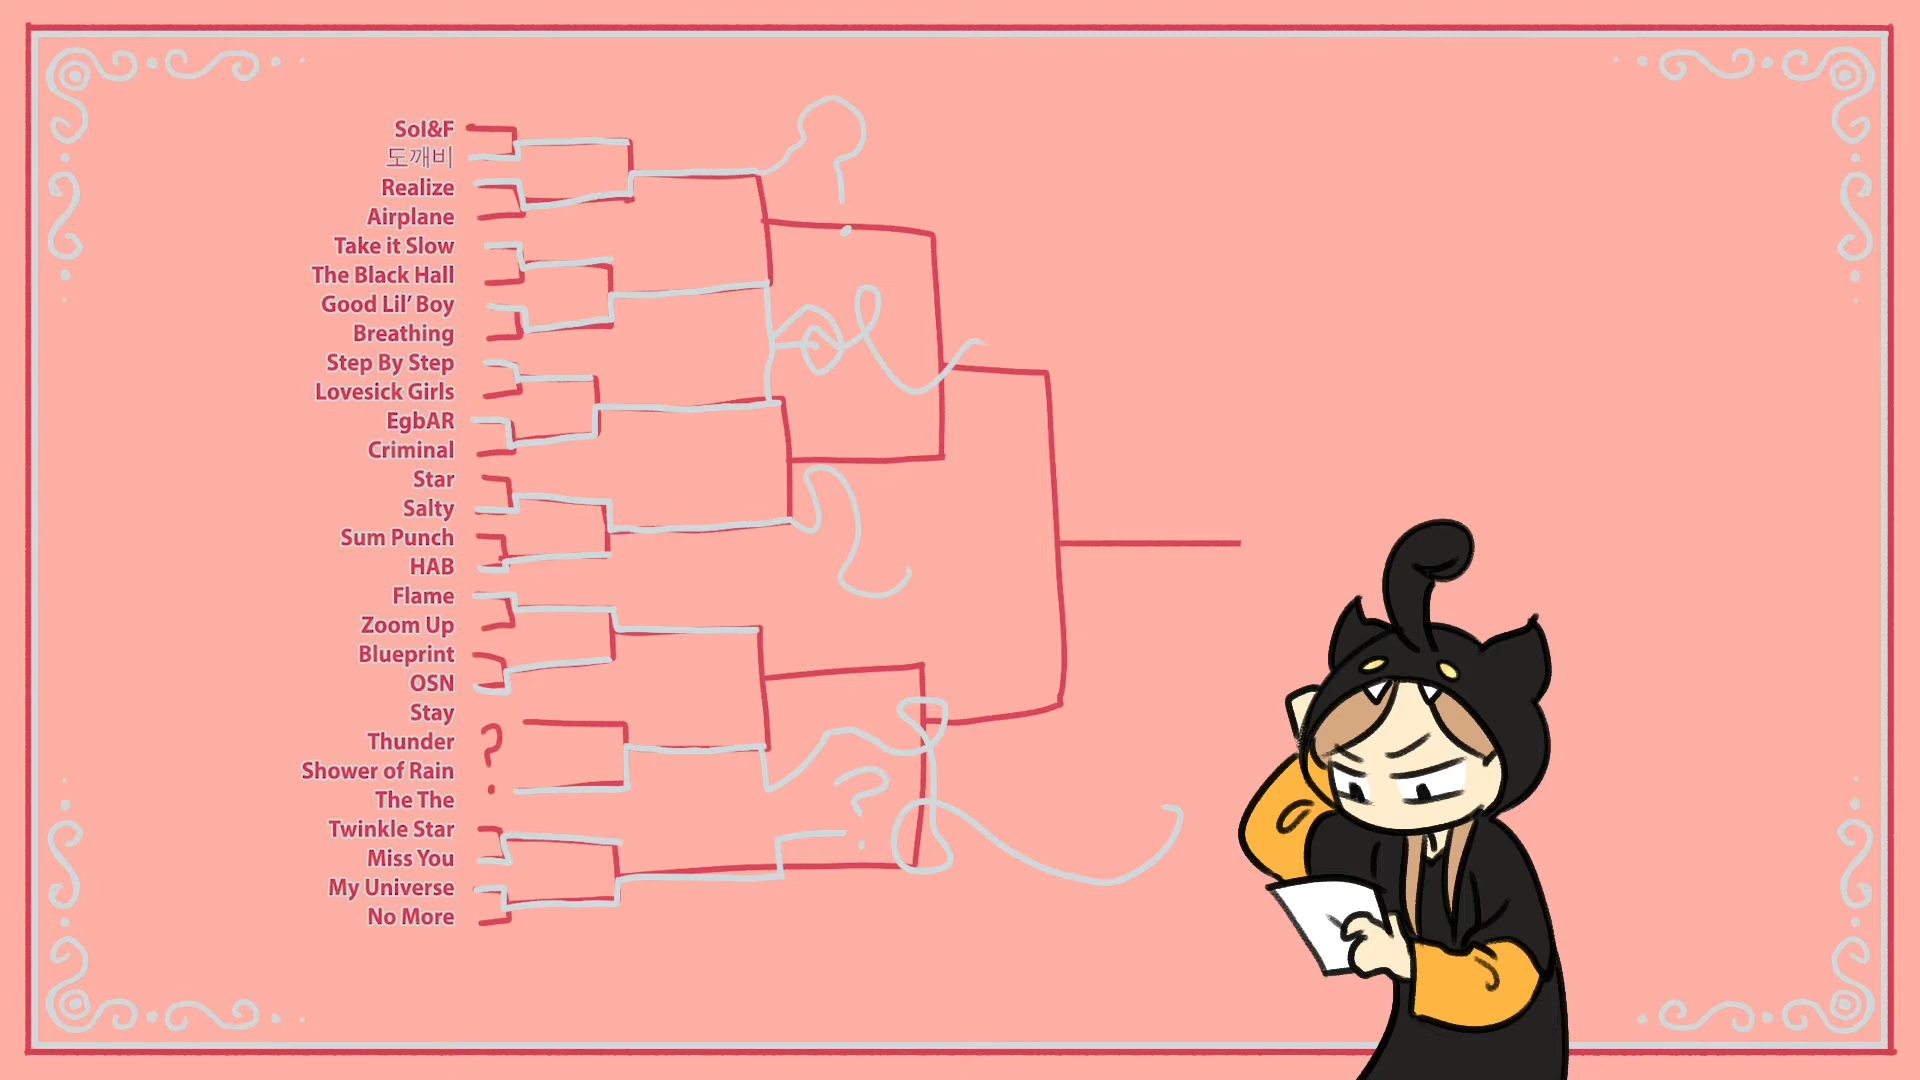 SoI&F
도깨비
Realize
Airplane
Take it Slow
The Black Hall
Good Lil’ Boy
Breathing
Step By Step
Lovesick Girls
EgbAR
Criminal
Star
Salty
Sum Punch
HAB
Flame
Zoom Up
Blueprint
OSN
Stay
Thunder
Shower of Rain
The The
Twinkle Star
Miss You
My Universe
No More
?
?
?